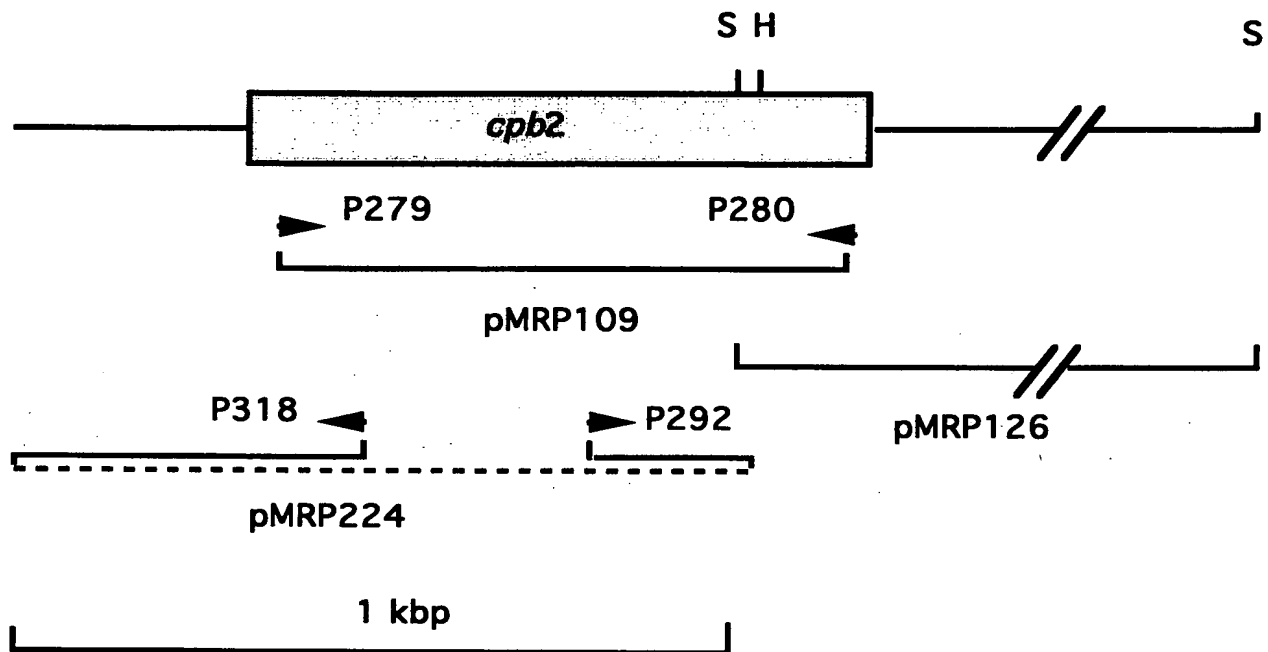 S H S
cpb2
P279 P280
pMRP109
P318 P292
pMRP126
pMRP224
1 kbp